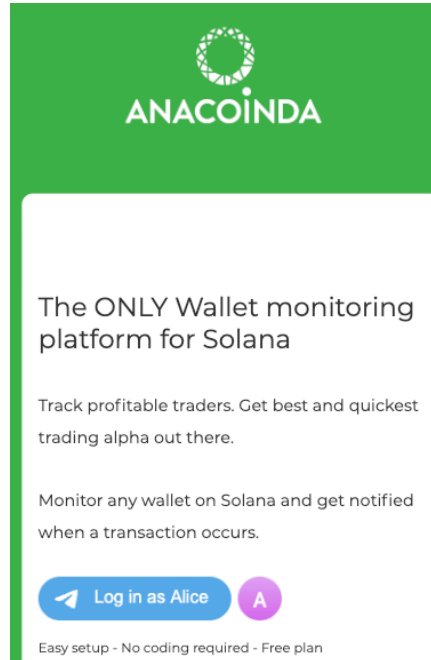 ANACOİNDA
The ONLY Wallet monitoring
platform for Solana
Track profitable traders. Get best and quickest
trading alpha out there.
Monitor any wallet on Solana and get notified
when a transaction occurs.
Log in as Alice A
Easy setup - No coding required - Free plan